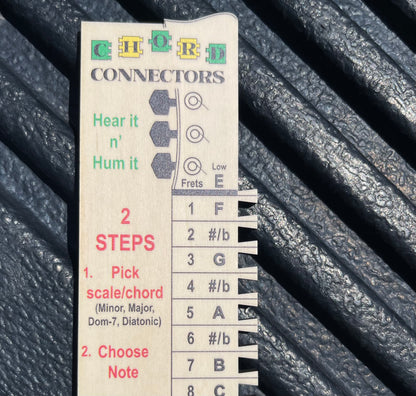 CHORD
CONNECTORS
Hear it
n'
Hum it
Low
Frets E
2
STEPS
1. Pick
scale/chord
(Minor, Major,
Dom-7, Diatonic)
2. Choose
Note
1 F
2 #/b
3 G
4 #/b
5 A
6 #/b
7 B
8 C